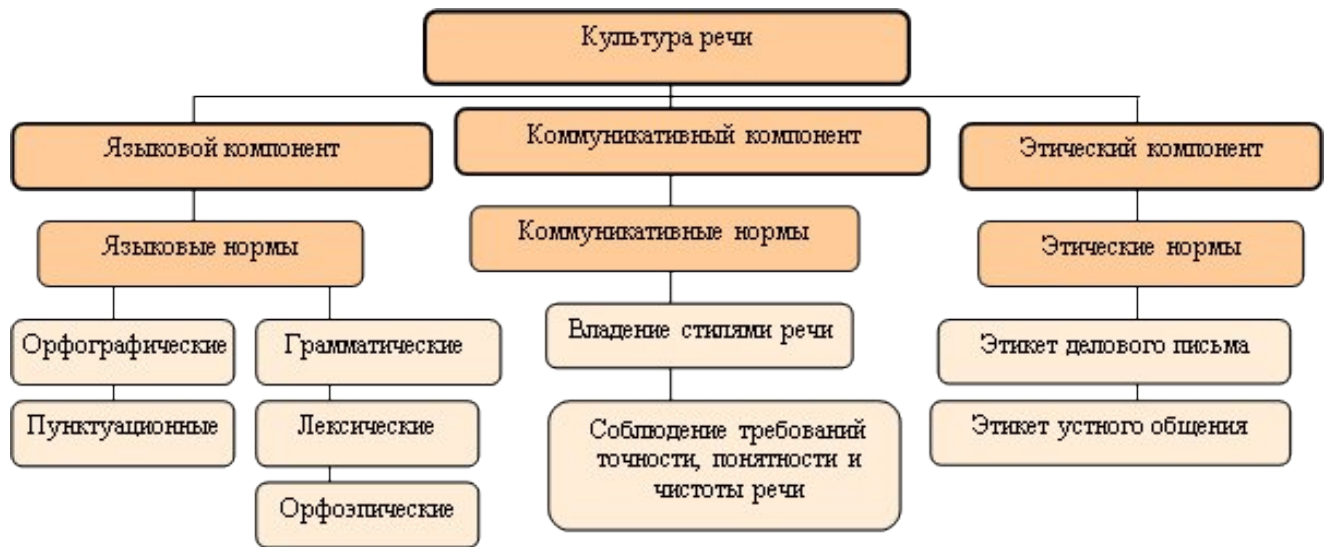 Культура речи
Языковой компонент
Коммуникативный компонент
Этический компонент
Языковые нормы
Коммуникативные нормы
Этические нормы
Орфографические
Грамматические
Владение стилями речи
Этикет делового письма
Пунктуационные
Лексические
Соблюдение требований
точности, понятности и
чистоты речи
Этикет устного общения
Орфоэпические